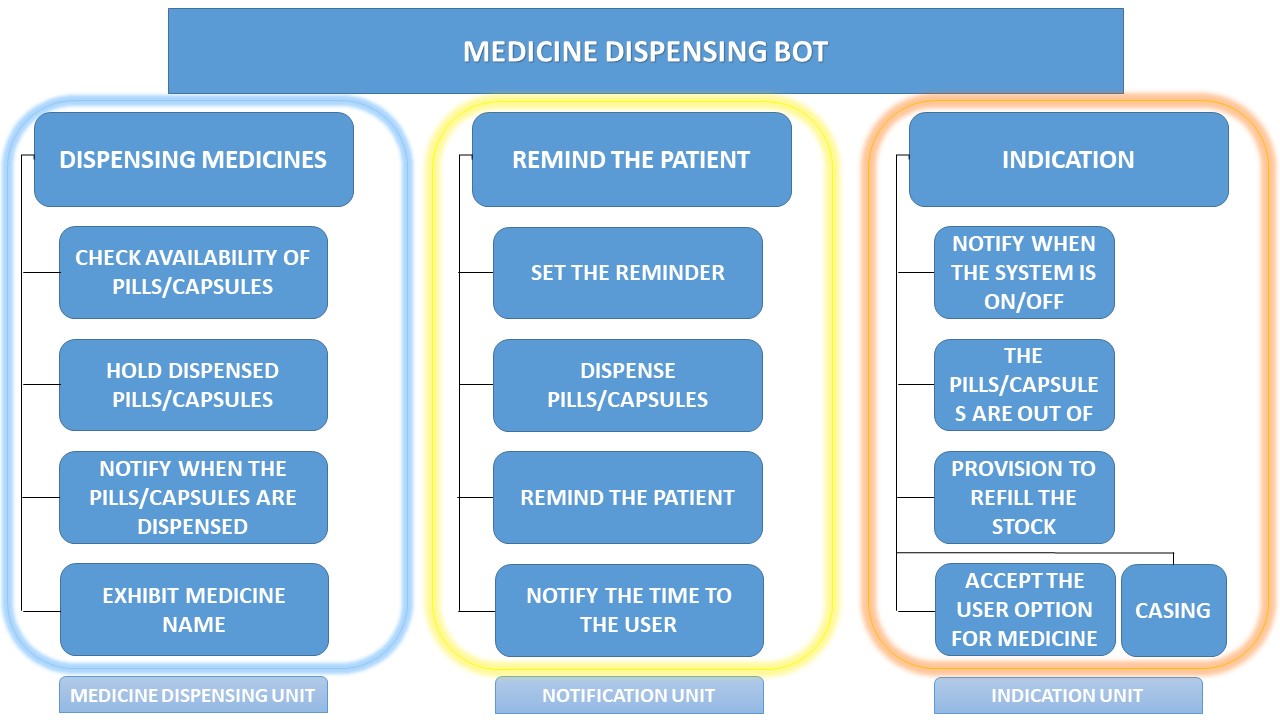 MEDICINE DISPENSING BOT
DISPENSING MEDICINES
CHECK AVAILABILITY OF
PILLS/CAPSULES
HOLD DISPENSED
PILLS/CAPSULES
NOTIFY WHEN THE
PILLS/CAPSULES ARE
DISPENSED
EXHIBIT MEDICINE
NAME
MEDICINE DISPENSING UNIT
REMIND THE PATIENT
SET THE REMINDER
DISPENSE
PILLS/CAPSULES
REMIND THE PATIENT
NOTIFY THE TIME TO
THE USER
NOTIFICATION UNIT
INDICATION
NOTIFY WHEN
THE SYSTEM IS
ON/OFF
THE
PILLS/CAPSULE
S ARE OUT OF
PROVISION TO
REFILL THE
STOCK
ACCEPT THE
USER OPTION
FOR MEDICINE
CASING
INDICATION UNIT